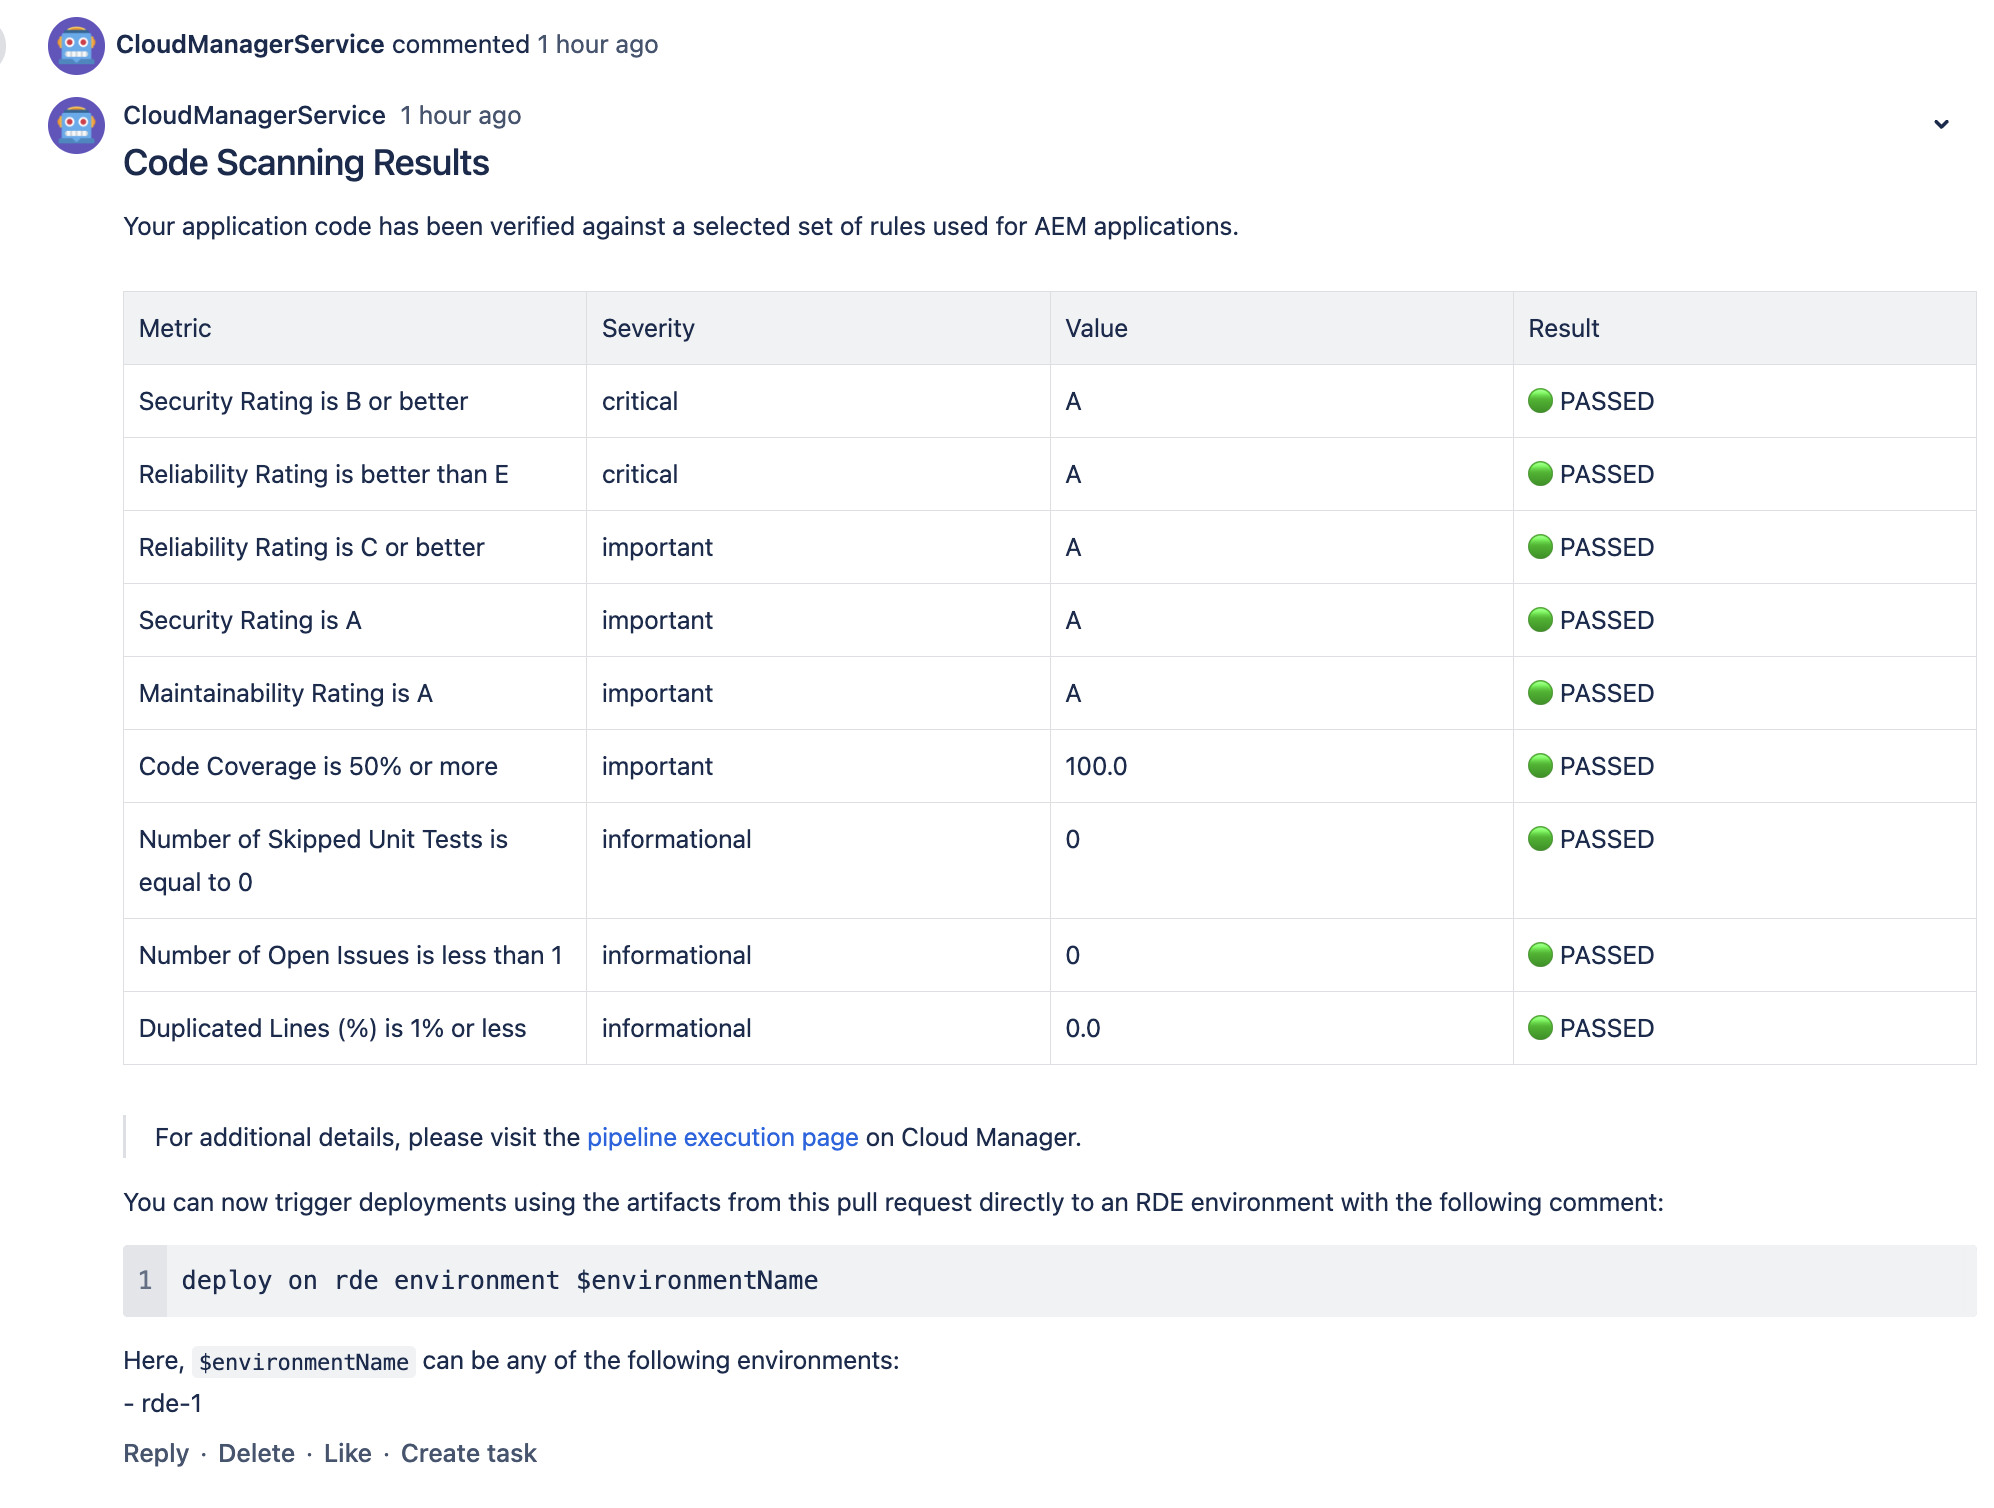 CloudManagerService commented 1 hour ago
CloudManagerService 1 hour ago
Code Scanning Results
Your application code has been verified against a selected set of rules used for AEM applications.
Metric Severity Value Result
Security Rating is B or better critical A PASSED
Reliability Rating is better than E critical A PASSED
Reliability Rating is C or better important A PASSED
Security Rating is A important A PASSED
Maintainability Rating is A important A PASSED
Code Coverage is 50% or more important 100.0 PASSED
Number of Skipped Unit Tests is informational 0 PASSED
equal to 0
Number of Open Issues is less than 1 informational 0 PASSED
Duplicated Lines (%) is 1% or less informational 0.0 PASSED
For additional details, please visit the pipeline execution page on Cloud Manager.
You can now trigger deployments using the artifacts from this pull request directly to an RDE environment with the following comment:
1 deploy on rde environment $environmentName
Here, $environmentName can be any of the following environments:
- rde-1
Reply · Delete · Like · Create task